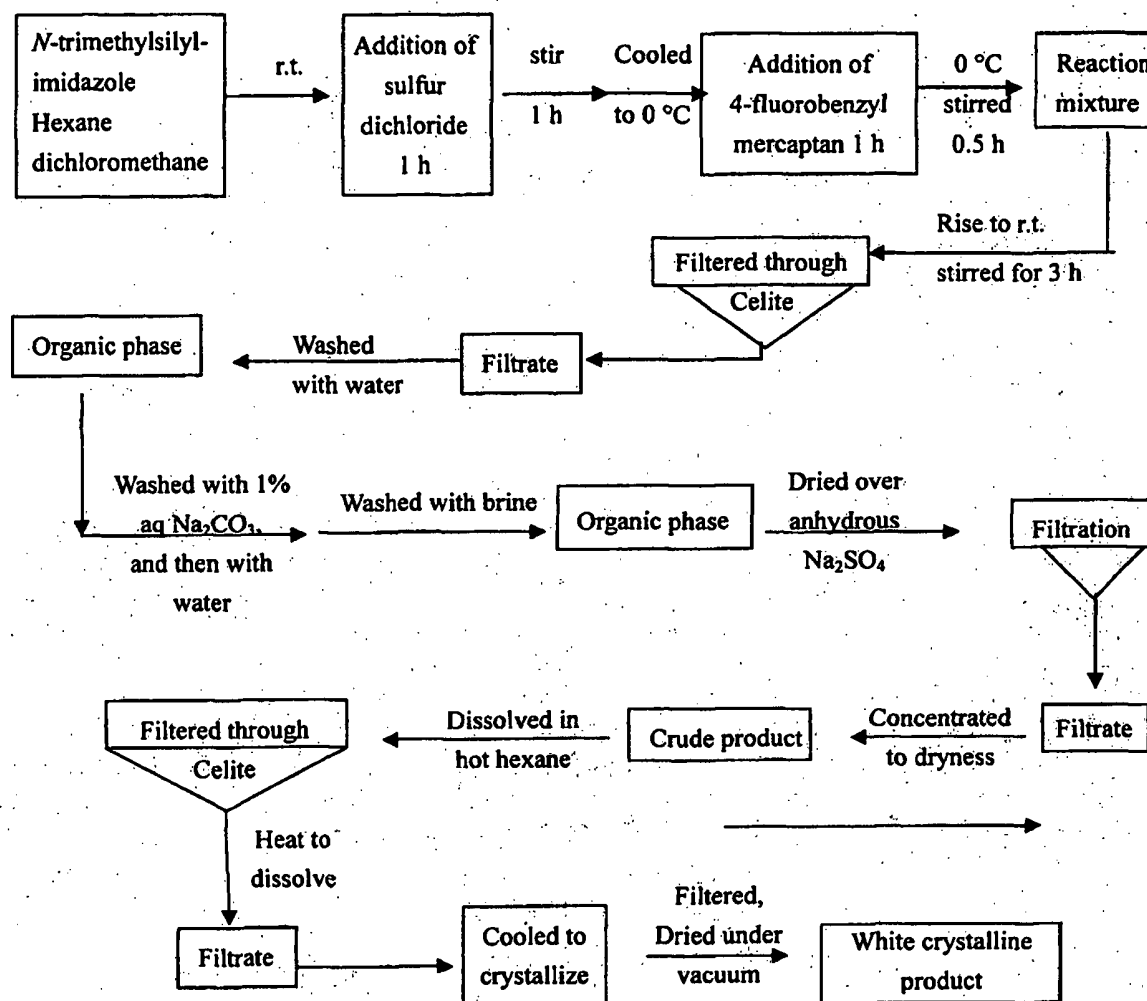 N-trimethylsilyl-
imidazole
Hexane
dichloromethane
r.t.
Addition of
sulfur
dichloride
1 h
stir
1 h
Cooled
to 0 °C
Addition of
4-fluorobenzyl
mercaptan 1 h
0 °C
stirred
0.5 h
Reaction
mixture
Rise to r.t.
stirred for 3 h
Filtered through
Celite
Filtrate
Washed
with water
Organic phase
Washed with 1%
aq Na₂CO₃,
and then with
water
Washed with brine
Organic phase
Dried over
anhydrous
Na₂SO₄
Filtration
Filtrate
Concentrated
to dryness
Crude product
Dissolved in
hot hexane
Filtered through
Celite
Heat to
dissolve
Filtrate
Cooled to
crystallize
Filtered,
Dried under
vacuum
White crystalline
product